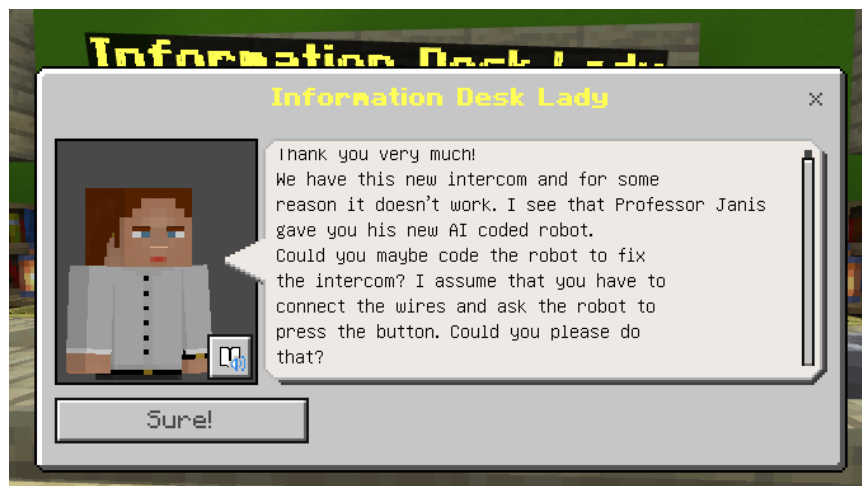 Information Desk Lady
Information Desk Lady
Thank you very much!
We have this new intercom and for some
reason it doesn't work. I see that Professor Janis
gave you his new AI coded robot.
Could you maybe code the robot to fix
the intercom? I assume that you have to
connect the wires and ask the robot to
press the button. Could you please do
that?
Sure!